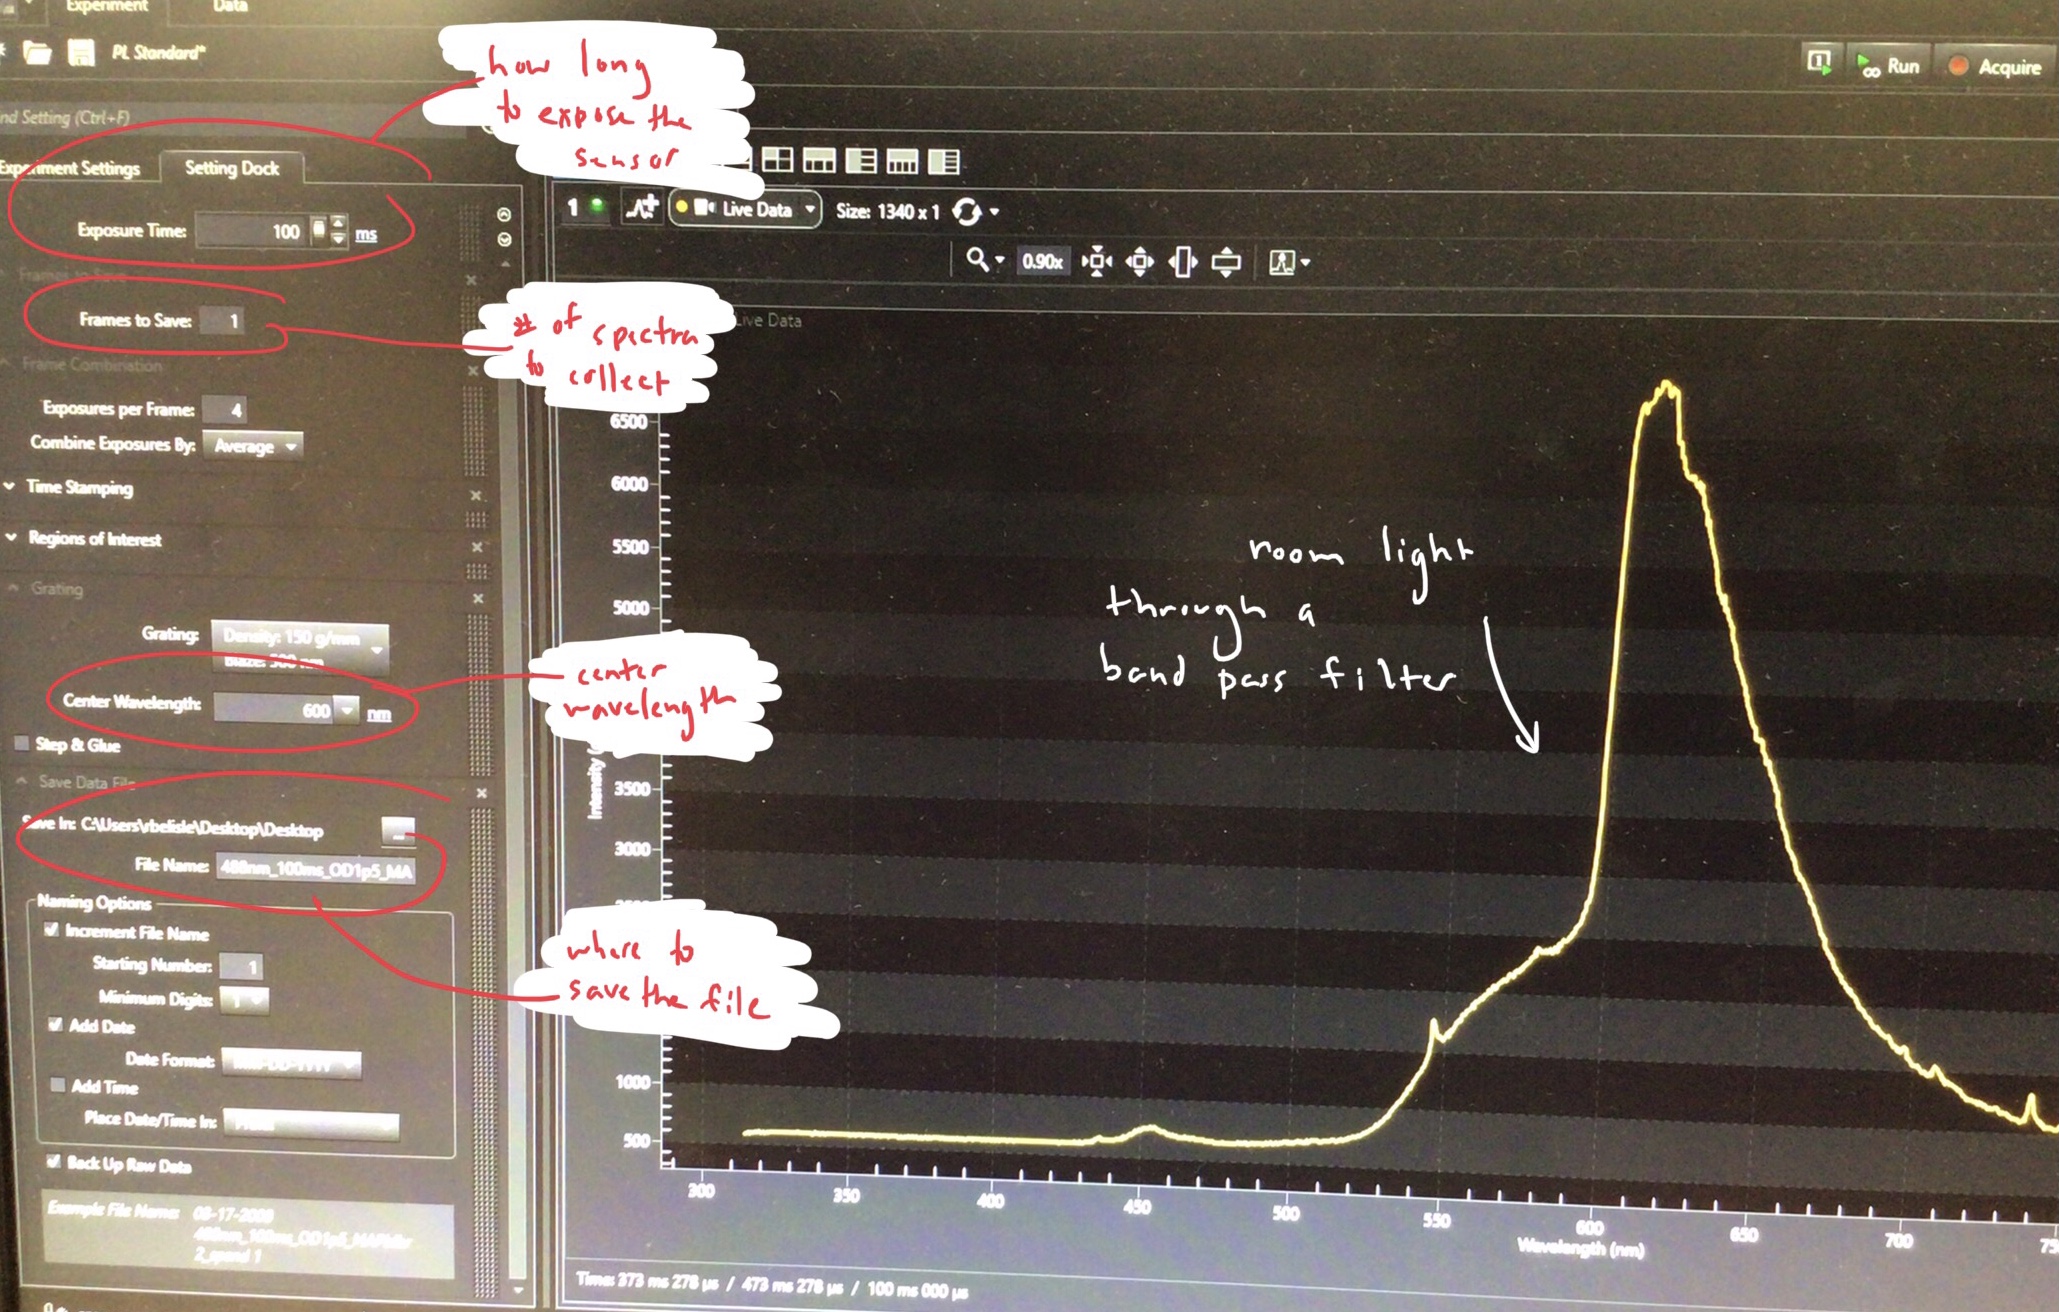 Experiment Data
PL Standard*
Run Acquire
nd Setting (Ctrl+F)
how long
to expose the
sensor
Experiment Settings Setting Dock
Exposure Time: 100 ms
1 Live Data Size: 1340 x 1
0.90x
Frames to Save
Frames to Save: 1
# of
spectra
to
collect
Live Data
Frame Combination
Exposures per Frame: 4
Combine Exposures By: Average
Time Stamping
Regions of Interest
Grating
Grating: Density: 150 g/mm
Blaze: 500 nm
Center Wavelength: 600 nm
center
wavelength
Step & Glue
Save Data File
Save In: C:\Users\rbelisle\Desktop\Desktop
File Name: 488nm_100ms_OD1p5_MA
Naming Options
Increment File Name
Starting Number: 1
Minimum Digits: 1
Add Date
Date Format:
Add Time
Place Date/Time In:
Back Up Raw Data
Example File Name: 08-17-2008
where to
save the file
room light
through a
band pass filter
6500
6000
5500
5000
3500
3000
1000
500
Intensity
300 350 400 450 500 550 600 650 700 75
Wavelength (nm)
Time: 373 ms 278 µs / 473 ms 278 µs / 100 ms 000 µs